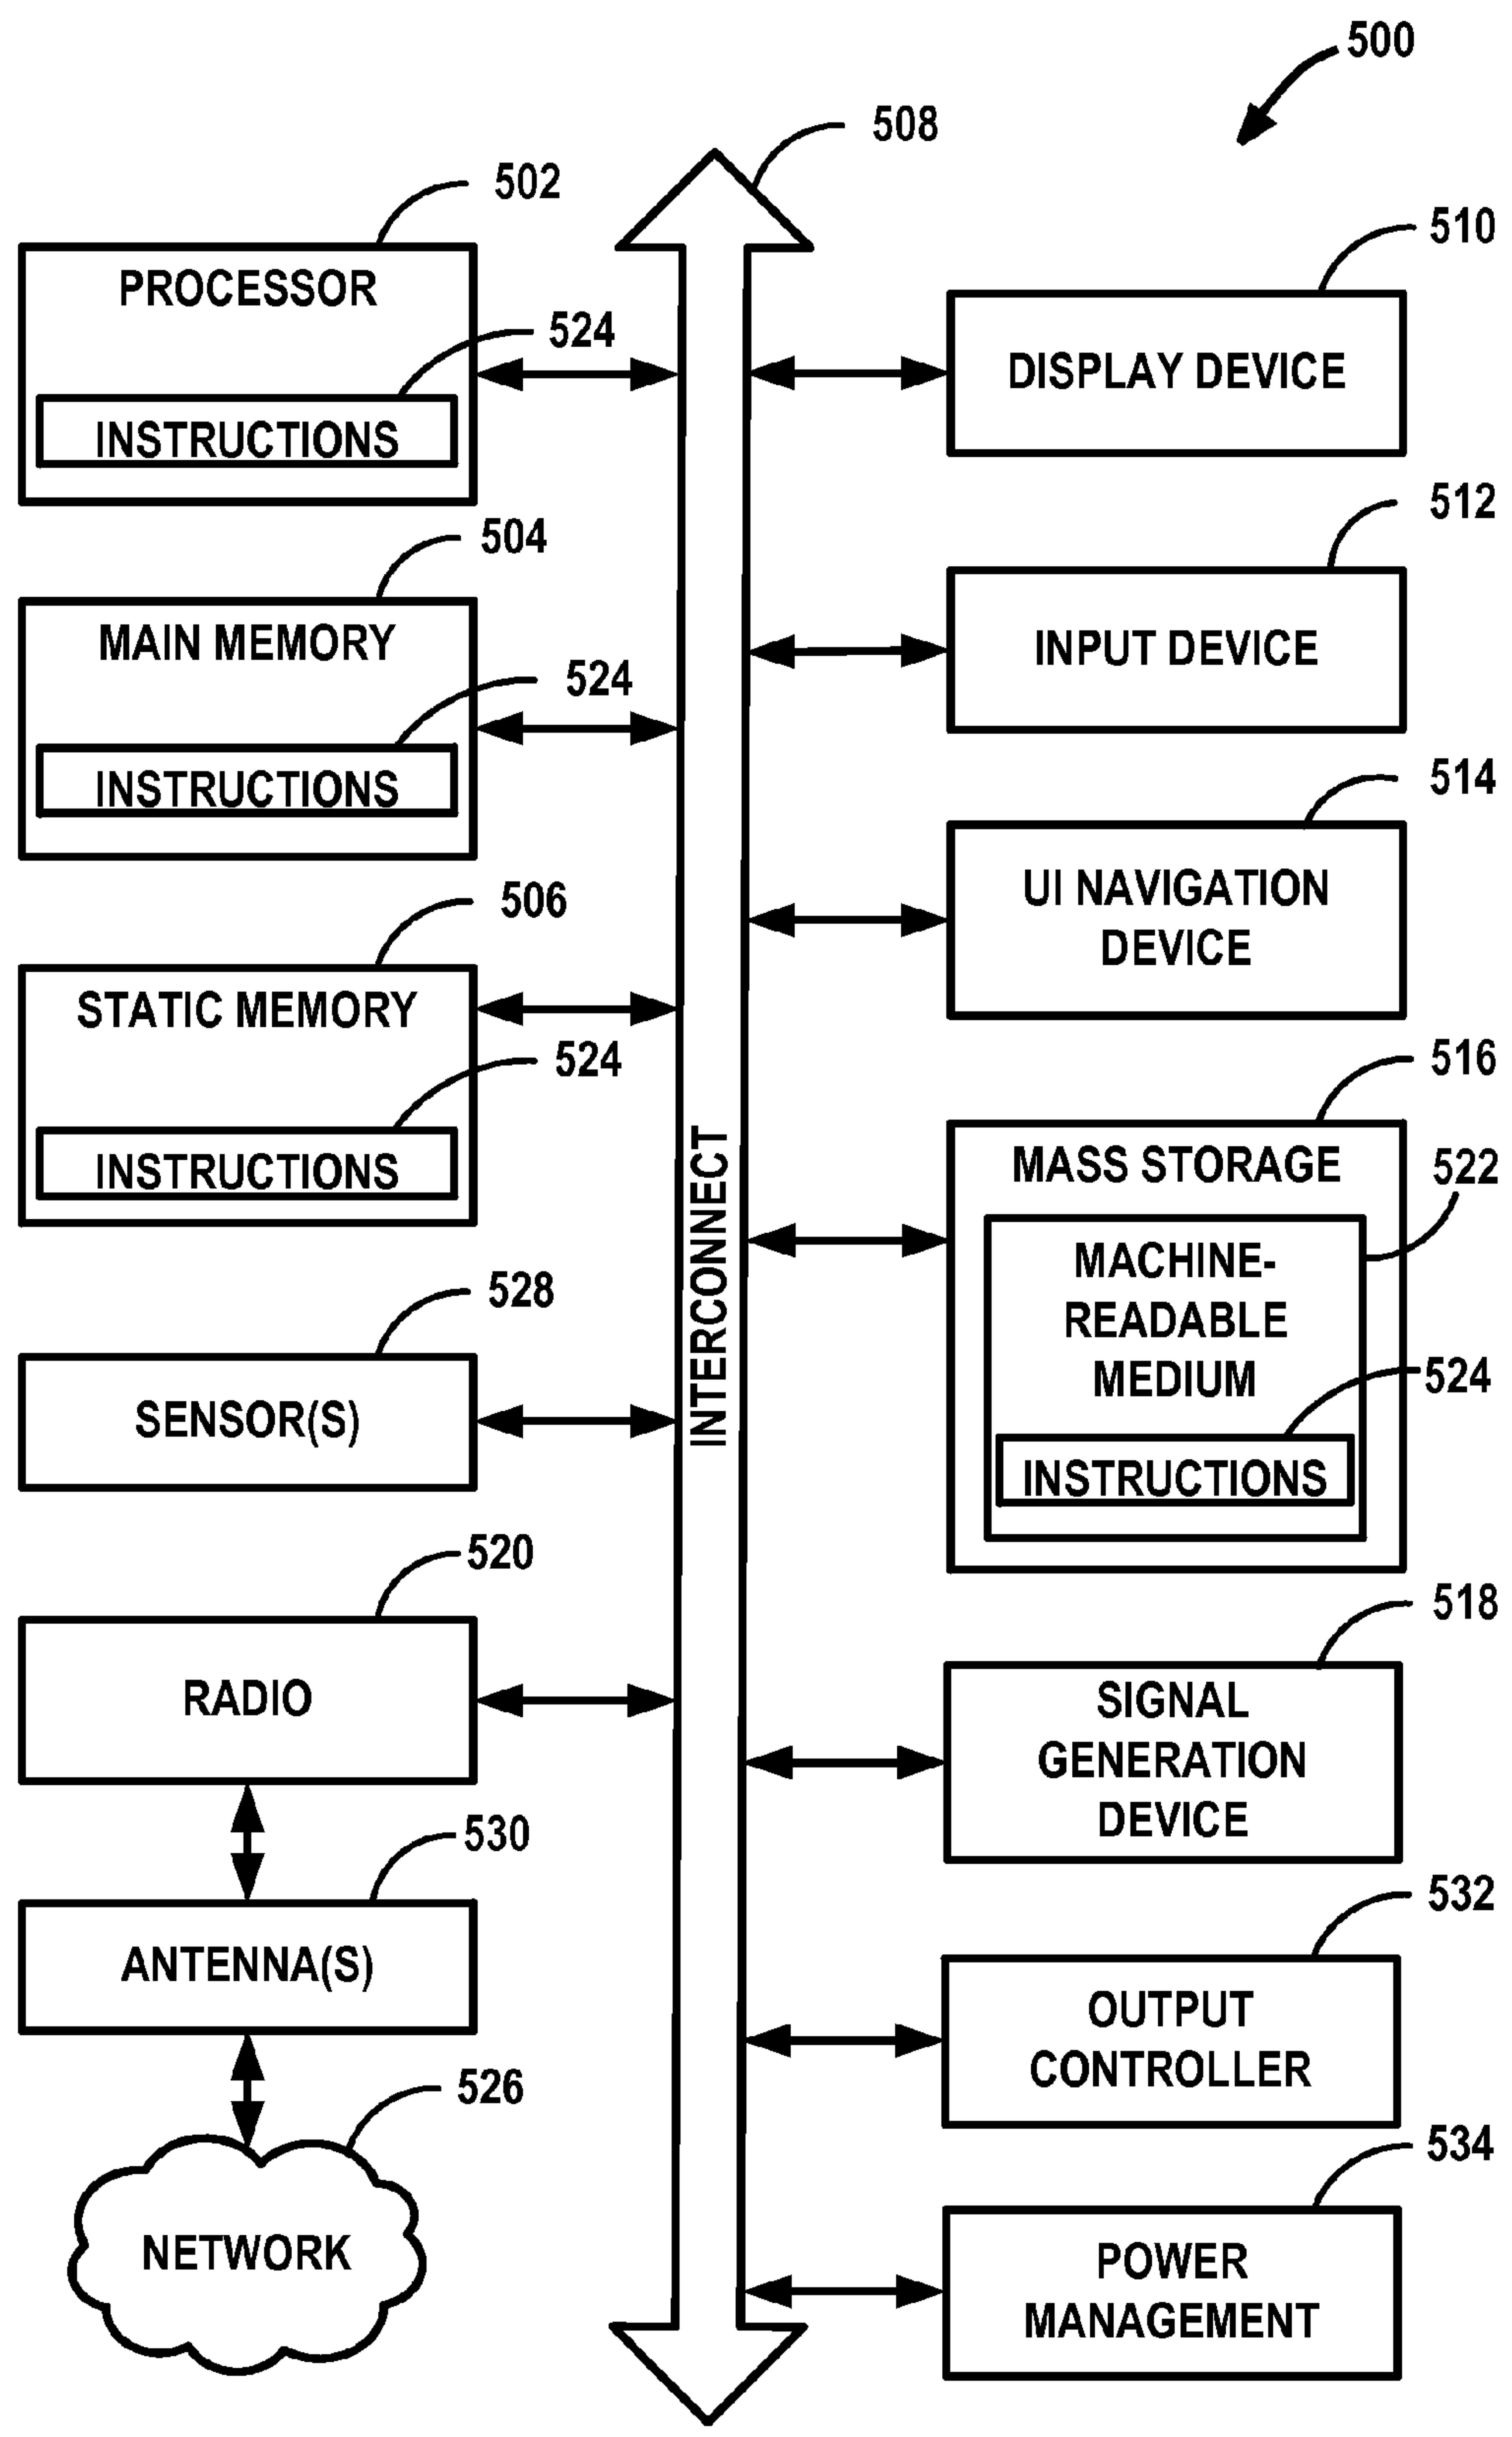 500
508
502
PROCESSOR
524
INSTRUCTIONS
504
MAIN MEMORY
524
INSTRUCTIONS
506
STATIC MEMORY
524
INSTRUCTIONS
528
SENSOR(S)
520
RADIO
530
ANTENNA(S)
526
NETWORK
INTERCONNECT
510
DISPLAY DEVICE
512
INPUT DEVICE
514
UI NAVIGATION
DEVICE
516
MASS STORAGE
522
MACHINE-
READABLE
MEDIUM
524
INSTRUCTIONS
518
SIGNAL
GENERATION
DEVICE
532
OUTPUT
CONTROLLER
534
POWER
MANAGEMENT